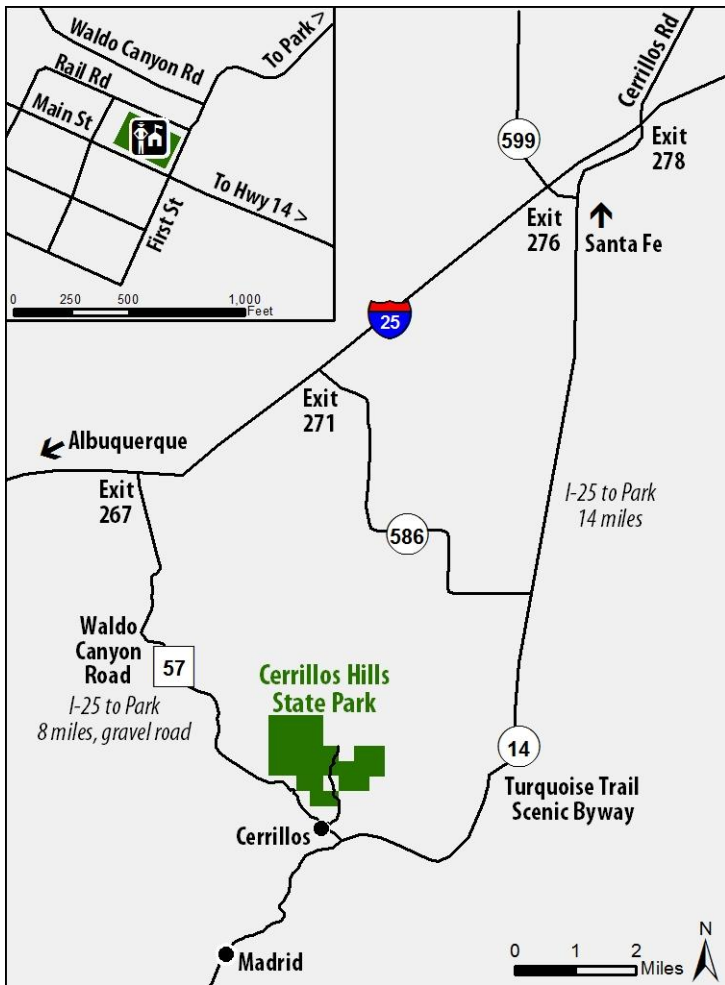 Waldo Canyon Rd
To Park >
Rail Rd
Main St
To Hwy 14 >
First St
0 250 500 1,000
Feet
Cerrillos Rd
599
Exit
278
Exit
276
Santa Fe
25
Exit
271
Albuquerque
Exit
267
I-25 to Park
14 miles
586
Waldo
Canyon
Road
57
I-25 to Park
8 miles, gravel road
Cerrillos Hills
State Park
14
Turquoise Trail
Scenic Byway
Cerrillos
Madrid
0 1 2
Miles
N